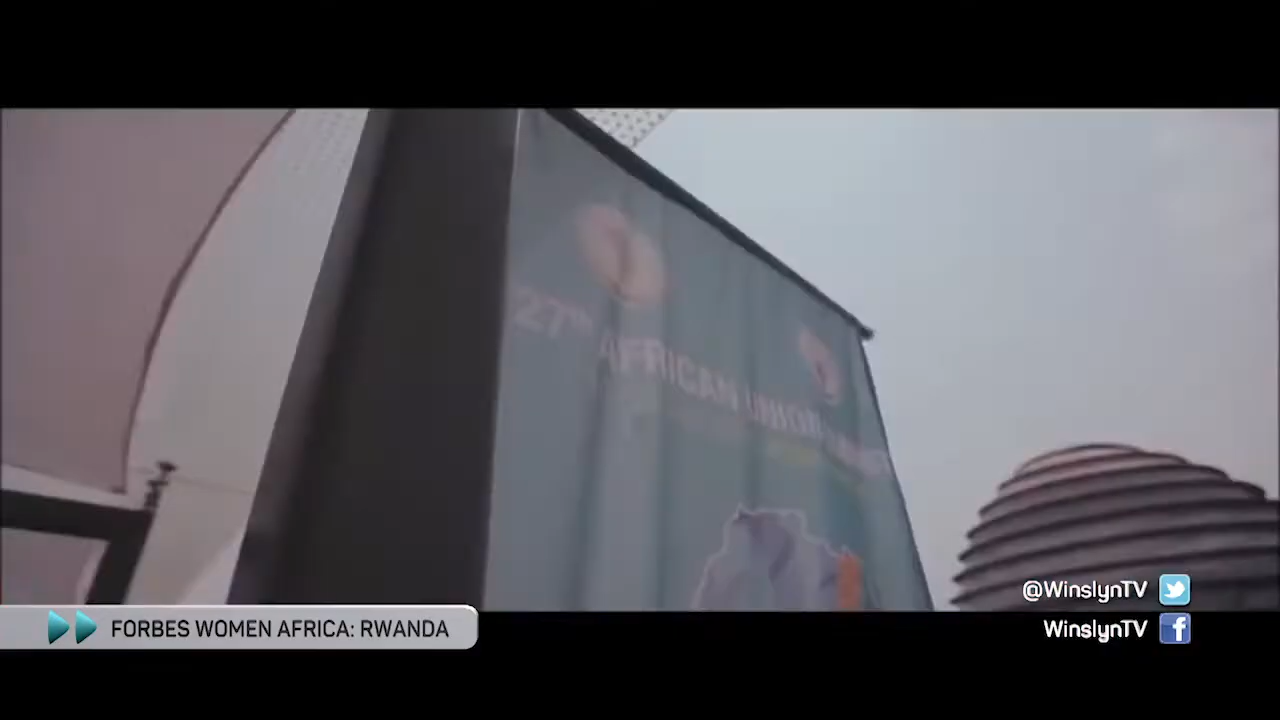 27th AFRICAN UNION
@WinslynTV
FORBES WOMEN AFRICA: RWANDA
WinslynTV